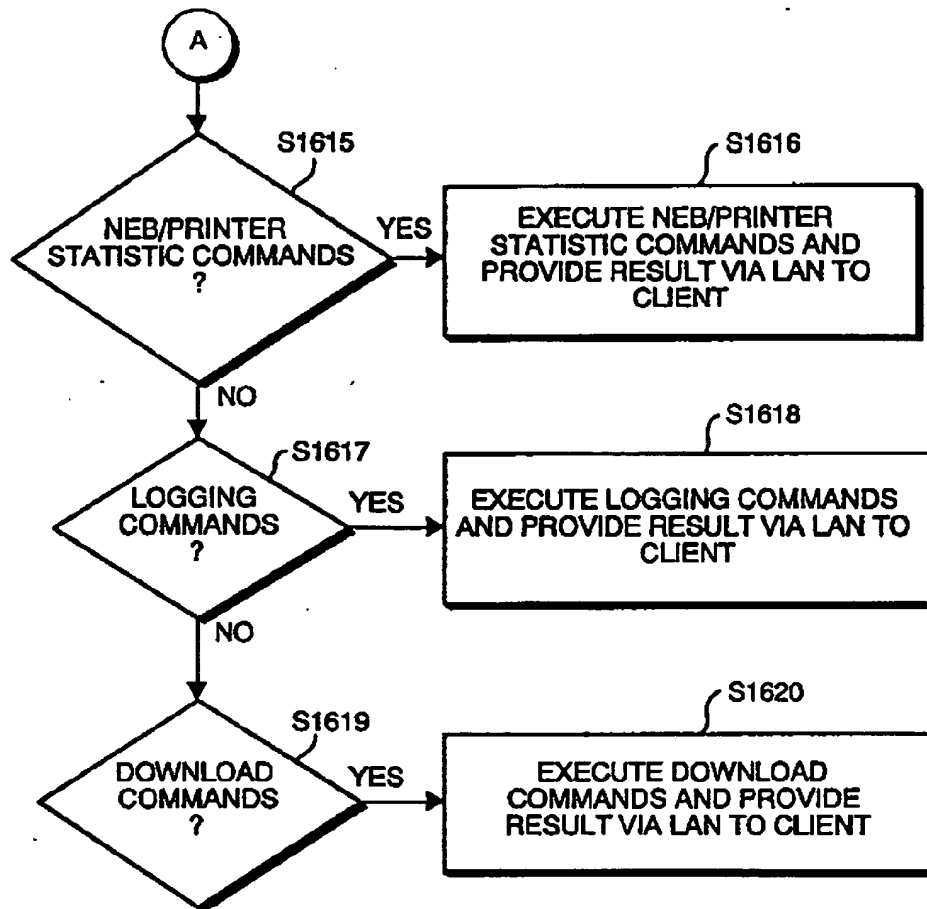 A
S1615
NEB/PRINTER
STATISTIC COMMANDS
?
YES
S1616
EXECUTE NEB/PRINTER
STATISTIC COMMANDS AND
PROVIDE RESULT VIA LAN TO
CLIENT
NO
S1617
LOGGING
COMMANDS
?
YES
S1618
EXECUTE LOGGING COMMANDS
AND PROVIDE RESULT VIA LAN TO
CLIENT
NO
S1619
DOWNLOAD
COMMANDS
?
YES
S1620
EXECUTE DOWNLOAD
COMMANDS AND PROVIDE
RESULT VIA LAN TO CLIENT